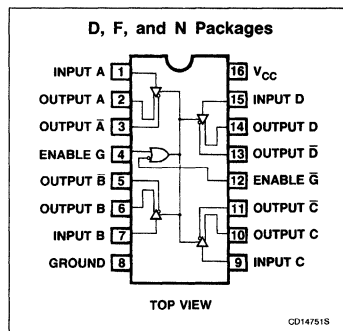 D, F, and N Packages
INPUT A 1
OUTPUT A 2
OUTPUT A̅ 3
ENABLE G 4
OUTPUT B̅ 5
OUTPUT B 6
INPUT B 7
GROUND 8
16 VCC
15 INPUT D
14 OUTPUT D
13 OUTPUT D̅
12 ENABLE G̅
11 OUTPUT C̅
10 OUTPUT C
9 INPUT C
TOP VIEW
CD14751S